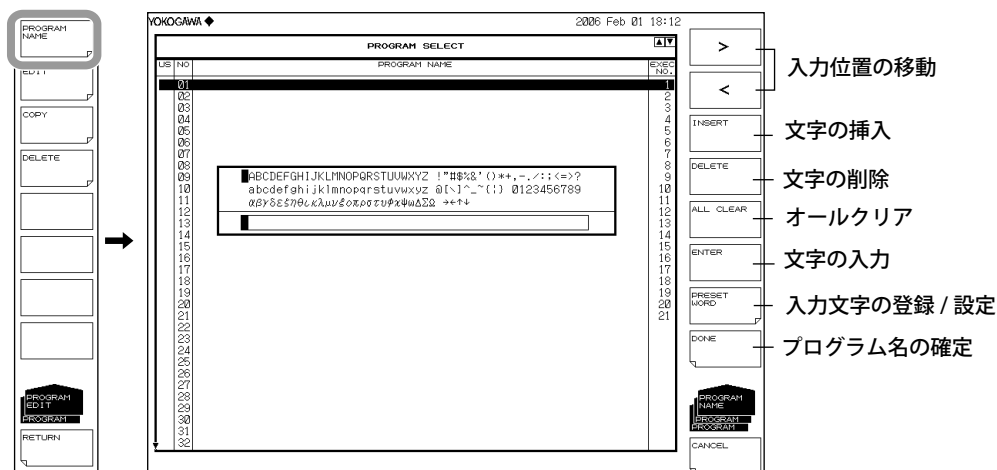 PROGRAM
NAME
EDIT
COPY
DELETE
PROGRAM
EDIT
PROGRAM
RETURN
YOKOGAWA ◆ 2006 Feb 01 18:12
PROGRAM SELECT
US NO PROGRAM NAME EXEC NO.
01 1
02 2
03 3
04 4
05 5
06 6
07 7
08 8
09 9
10 10
11 11
12 12
13 13
14 14
15 15
16 16
17 17
18 18
19 19
20 20
21 21
22
23
24
25
26
27
28
29
30
31
32
ABCDEFGHIJKLMNOPQRSTUVWXYZ !"#$%&'()*+,-./:;<=>?
abcdefghijklmnopqrstuvwxyz @[\]^_~{¦} 0123456789
αβγδεξηθικλμνξοπρστυφχψωΔΣΩ →←↑↓
>
<
入力位置の移動
INSERT
文字の挿入
DELETE
文字の削除
ALL CLEAR
オールクリア
ENTER
文字の入力
PRESET
WORD
入力文字の登録 / 設定
DONE
プログラム名の確定
PROGRAM
NAME
PROGRAM
PROGRAM
CANCEL